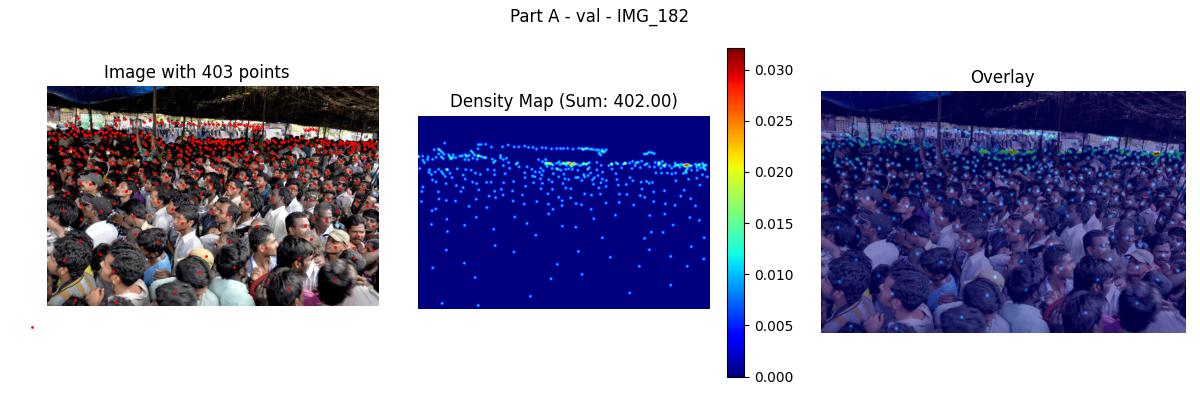 Part A - val - IMG_182
Image with 403 points
Density Map (Sum: 402.00)
Overlay
0.030
0.025
0.020
0.015
0.010
0.005
0.000